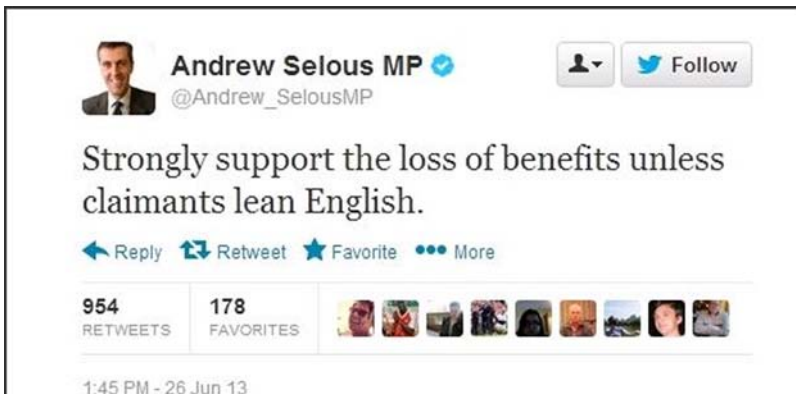 Andrew Selous MP
@Andrew_SelousMP
Follow
Strongly support the loss of benefits unless
claimants lean English.
Reply Retweet Favorite More
954 178
RETWEETS FAVORITES
1:45 PM - 26 Jun 13